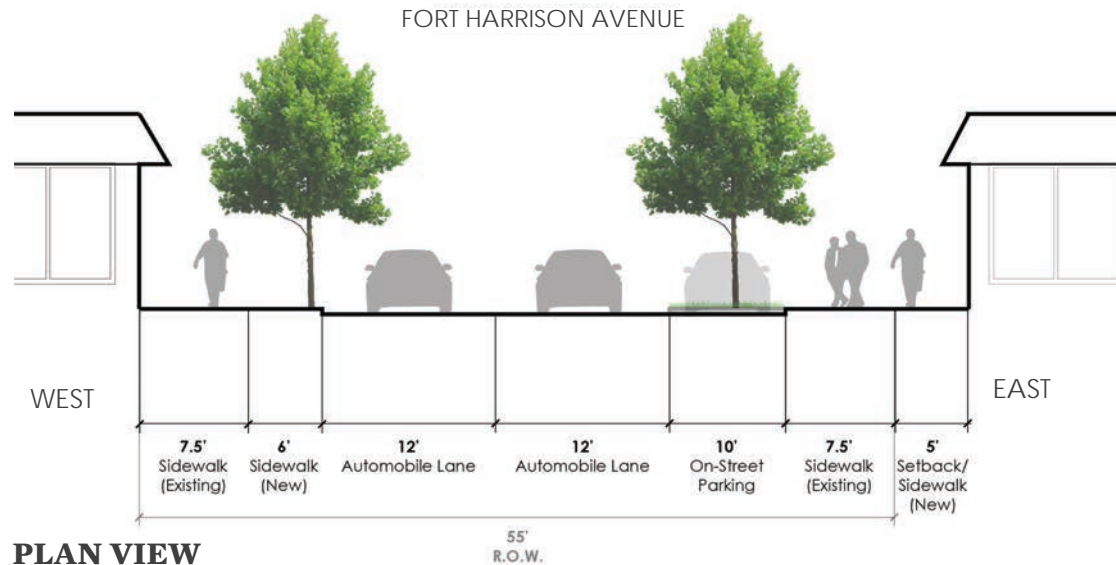 FORT HARRISON AVENUE
WEST
EAST
7.5'
Sidewalk
(Existing)
6'
Sidewalk
(New)
12'
Automobile Lane
12'
Automobile Lane
10'
On-Street
Parking
7.5'
Sidewalk
(Existing)
5'
Setback/
Sidewalk
(New)
55'
R.O.W.
PLAN VIEW